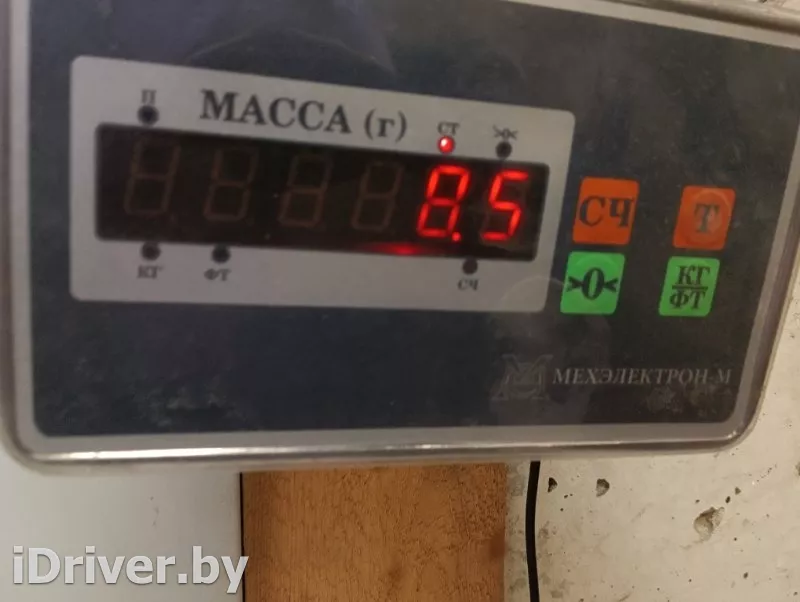 П
МАССА (г)
СТ
>0<
8.5
СЧ
Т
КГ
ФТ
СЧ
>0<
КГ
ФТ
МЕХЭЛЕКТРОН-М
iDriver.by